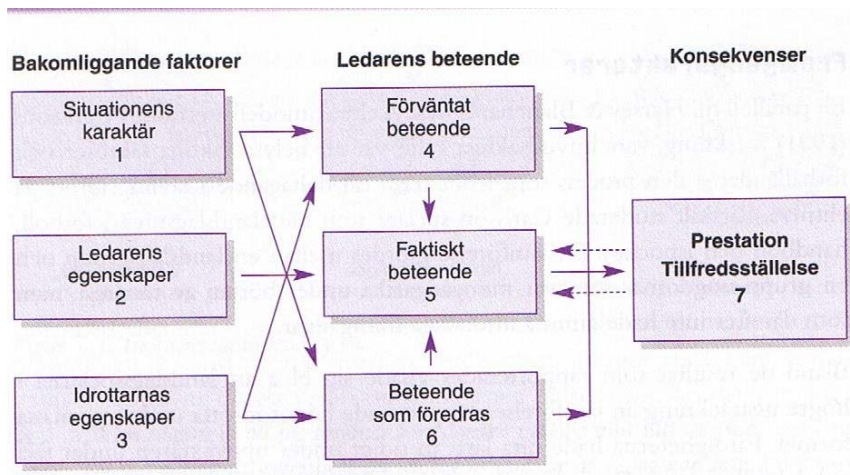 Bakomliggande faktorer
Ledarens beteende
Konsekvenser
Situationens
karaktär
1
Förväntat
beteende
4
Ledarens
egenskaper
2
Faktiskt
beteende
5
Prestation
Tillfredsställelse
7
Idrottarnas
egenskaper
3
Beteende
som föredras
6